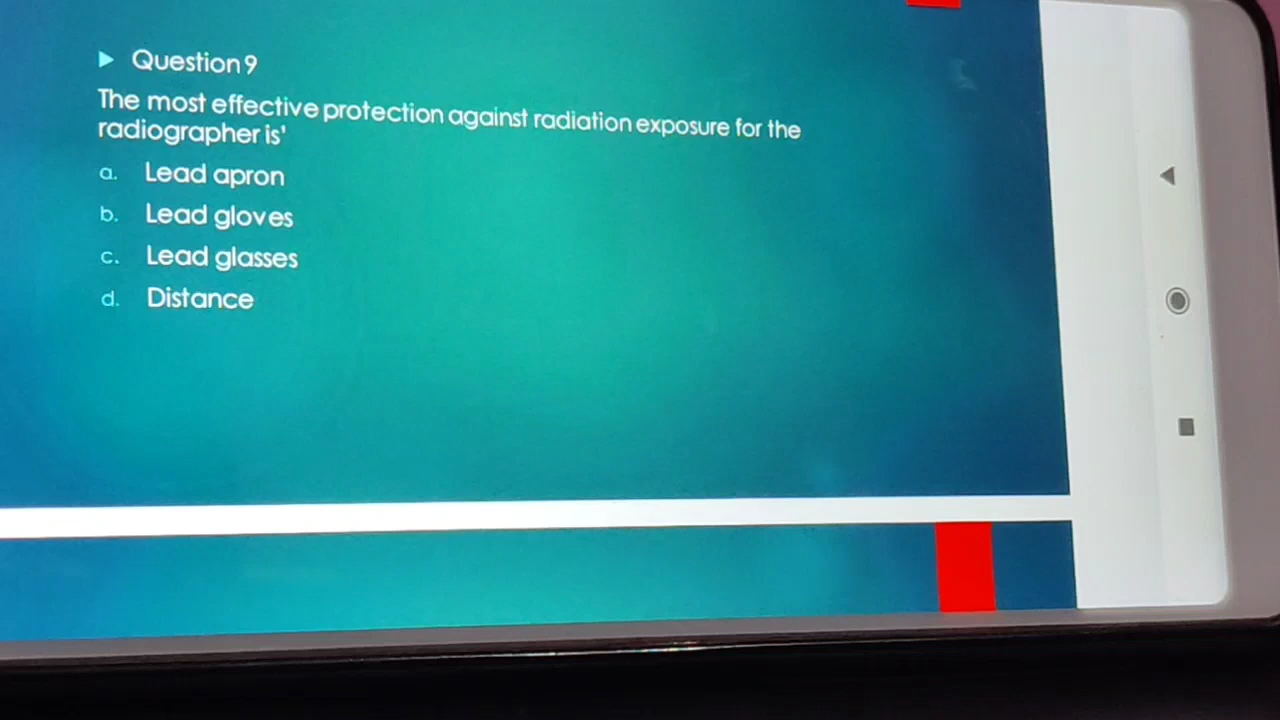 Question 9
The most effective protection against radiation exposure for the
radiographer is'
a. Lead apron
b. Lead gloves
c. Lead glasses
d. Distance